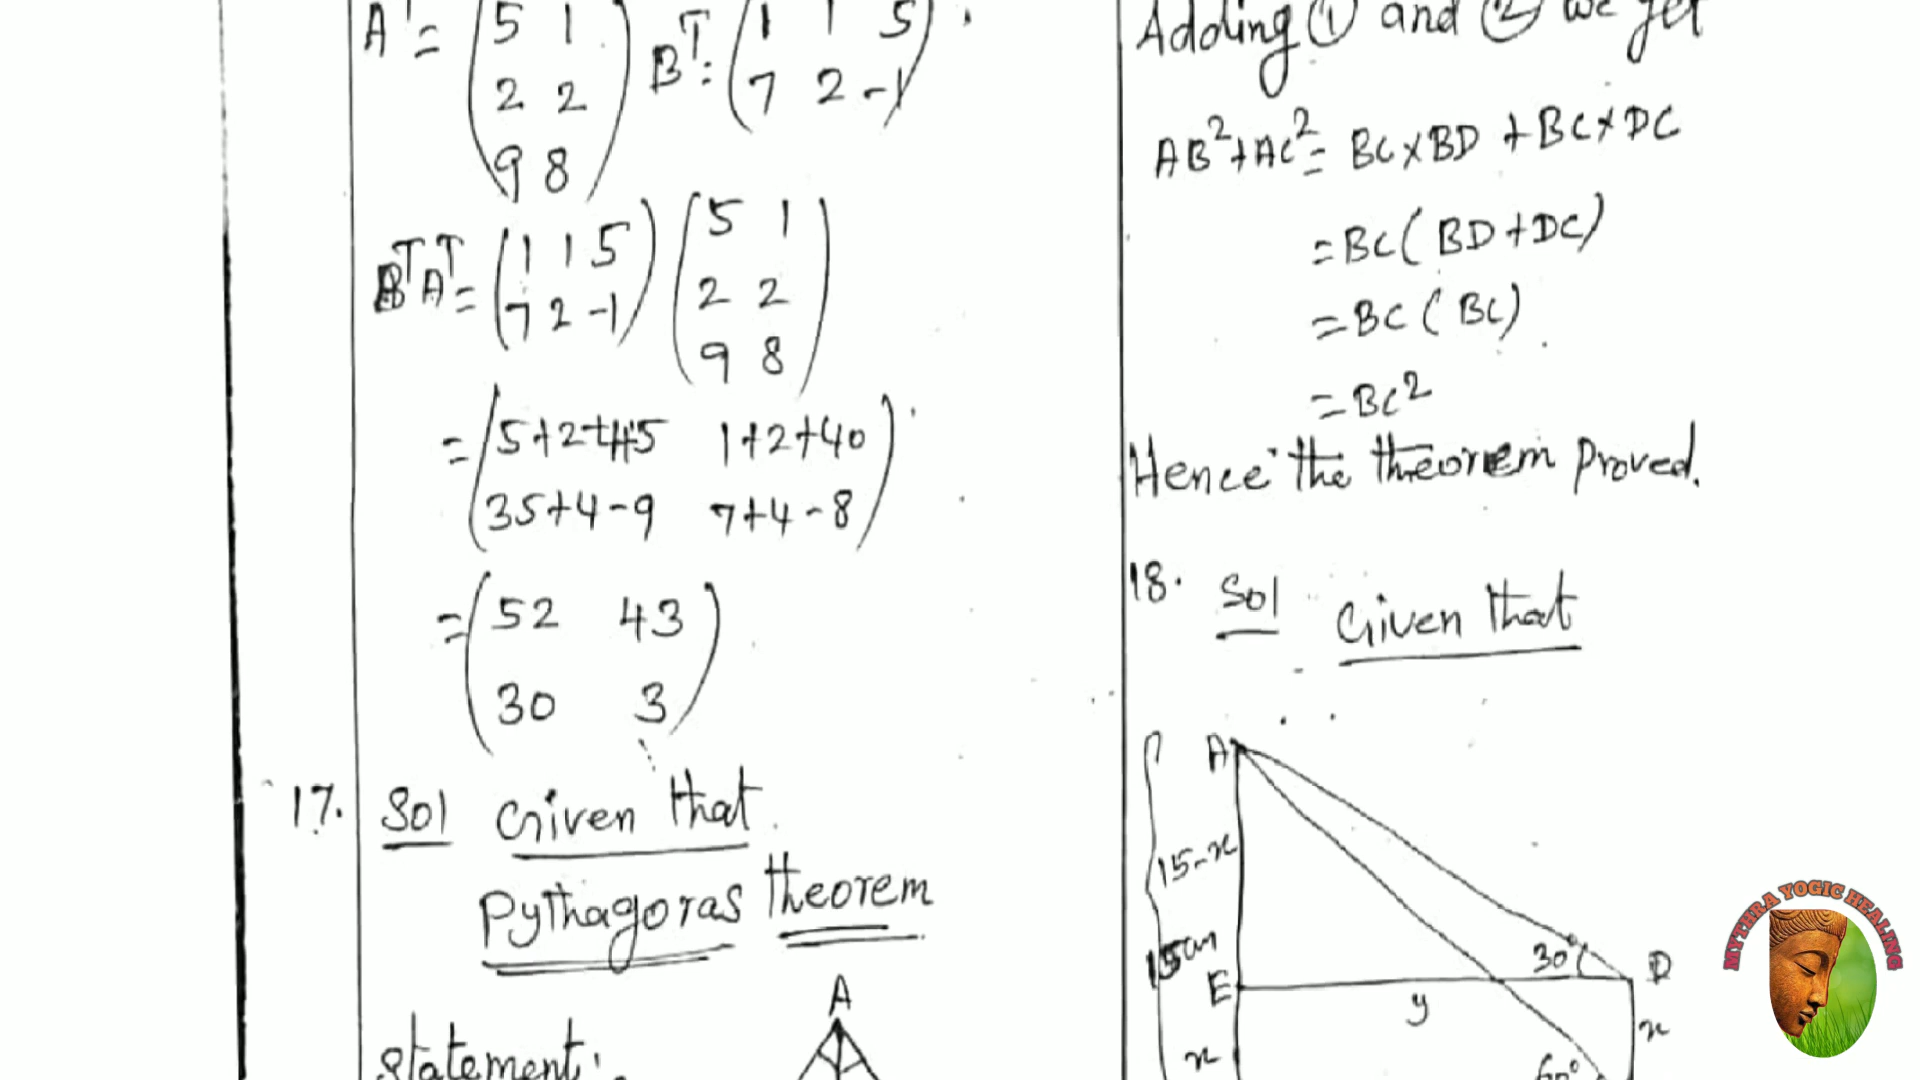 A^T = (5 1
2 2
9 8)
B^T = (1 1 5
7 2 -1)
B^T A^T = (1 1 5
7 2 -1) (5 1
2 2
9 8)
= (5+2+45 1+2+40
35+4-9 7+4-8)
= (52 43
30 3)
17. Sol Given that
Pythagoras theorem
A
Statement:
Adding ① and ② we get
AB²+AC² = BC×BD + BC×DC
= BC(BD+DC)
= BC(BC)
= BC²
Hence the theorem Proved.
18. Sol Given that
A
15-x
15cm
30°
D
E
y
x
x
60°
MYTHRA YOGIC HEALING